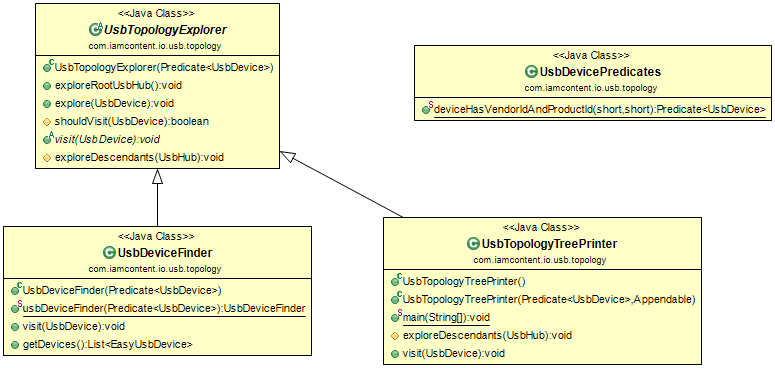 <<Java Class>>
UsbTopologyExplorer
com.iamcontent.io.usb.topology
UsbTopologyExplorer(Predicate<UsbDevice>)
exploreRootUsbHub():void
explore(UsbDevice):void
shouldVisit(UsbDevice):boolean
visit(UsbDevice):void
exploreDescendants(UsbHub):void
<<Java Class>>
UsbDevicePredicates
com.iamcontent.io.usb.topology
deviceHasVendorIdAndProductId(short,short):Predicate<UsbDevice>
<<Java Class>>
UsbDeviceFinder
com.iamcontent.io.usb.topology
UsbDeviceFinder(Predicate<UsbDevice>)
usbDeviceFinder(Predicate<UsbDevice>):UsbDeviceFinder
visit(UsbDevice):void
getDevices():List<EasyUsbDevice>
<<Java Class>>
UsbTopologyTreePrinter
com.iamcontent.io.usb.topology
UsbTopologyTreePrinter()
UsbTopologyTreePrinter(Predicate<UsbDevice>,Appendable)
main(String[]):void
exploreDescendants(UsbHub):void
visit(UsbDevice):void